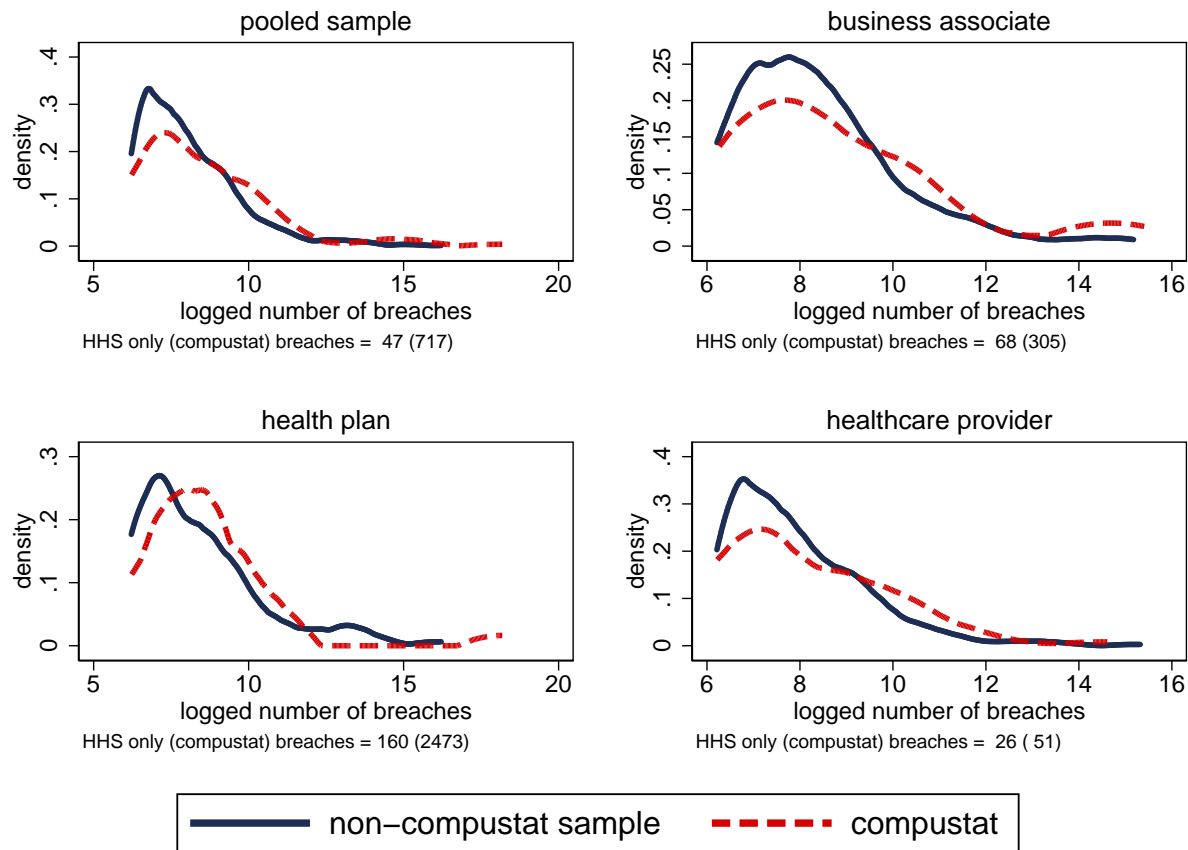 pooled sample
density
0 .1 .2 .3 .4
5 10 15 20
logged number of breaches
HHS only (compustat) breaches = 47 (717)
business associate
density
0 .05 .1 .15 .2 .25
6 8 10 12 14 16
logged number of breaches
HHS only (compustat) breaches = 68 (305)
health plan
density
0 .1 .2 .3
5 10 15 20
logged number of breaches
HHS only (compustat) breaches = 160 (2473)
healthcare provider
density
0 .1 .2 .3 .4
6 8 10 12 14 16
logged number of breaches
HHS only (compustat) breaches = 26 ( 51)
non−compustat sample
compustat